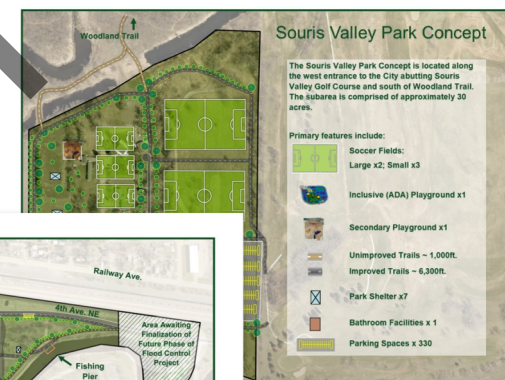 Souris Valley Park Concept
Woodland Trail
The Souris Valley Park Concept is located along
the west entrance to the City abutting Souris
Valley Golf Course and south of Woodland Trail.
The subarea is comprised of approximately 30
acres.
Primary features include:
Soccer Fields:
Large x2; Small x3
Inclusive (ADA) Playground x1
Secondary Playground x1
Unimproved Trails ~ 1,000ft.
Improved Trails ~ 6,300ft.
Park Shelter x7
Bathroom Facilities x 1
Parking Spaces x 330
Railway Ave.
4th Ave. NE
Area Awaiting
Finalization of
Future Phase of
Flood Control
Project
Fishing
Pier